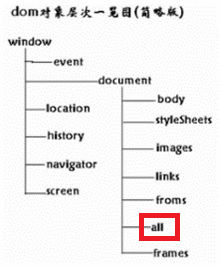 dom对象层次一览图(简略版)
window
event
document
body
location
styleSheets
history
images
navigator
links
screen
froms
all
frames